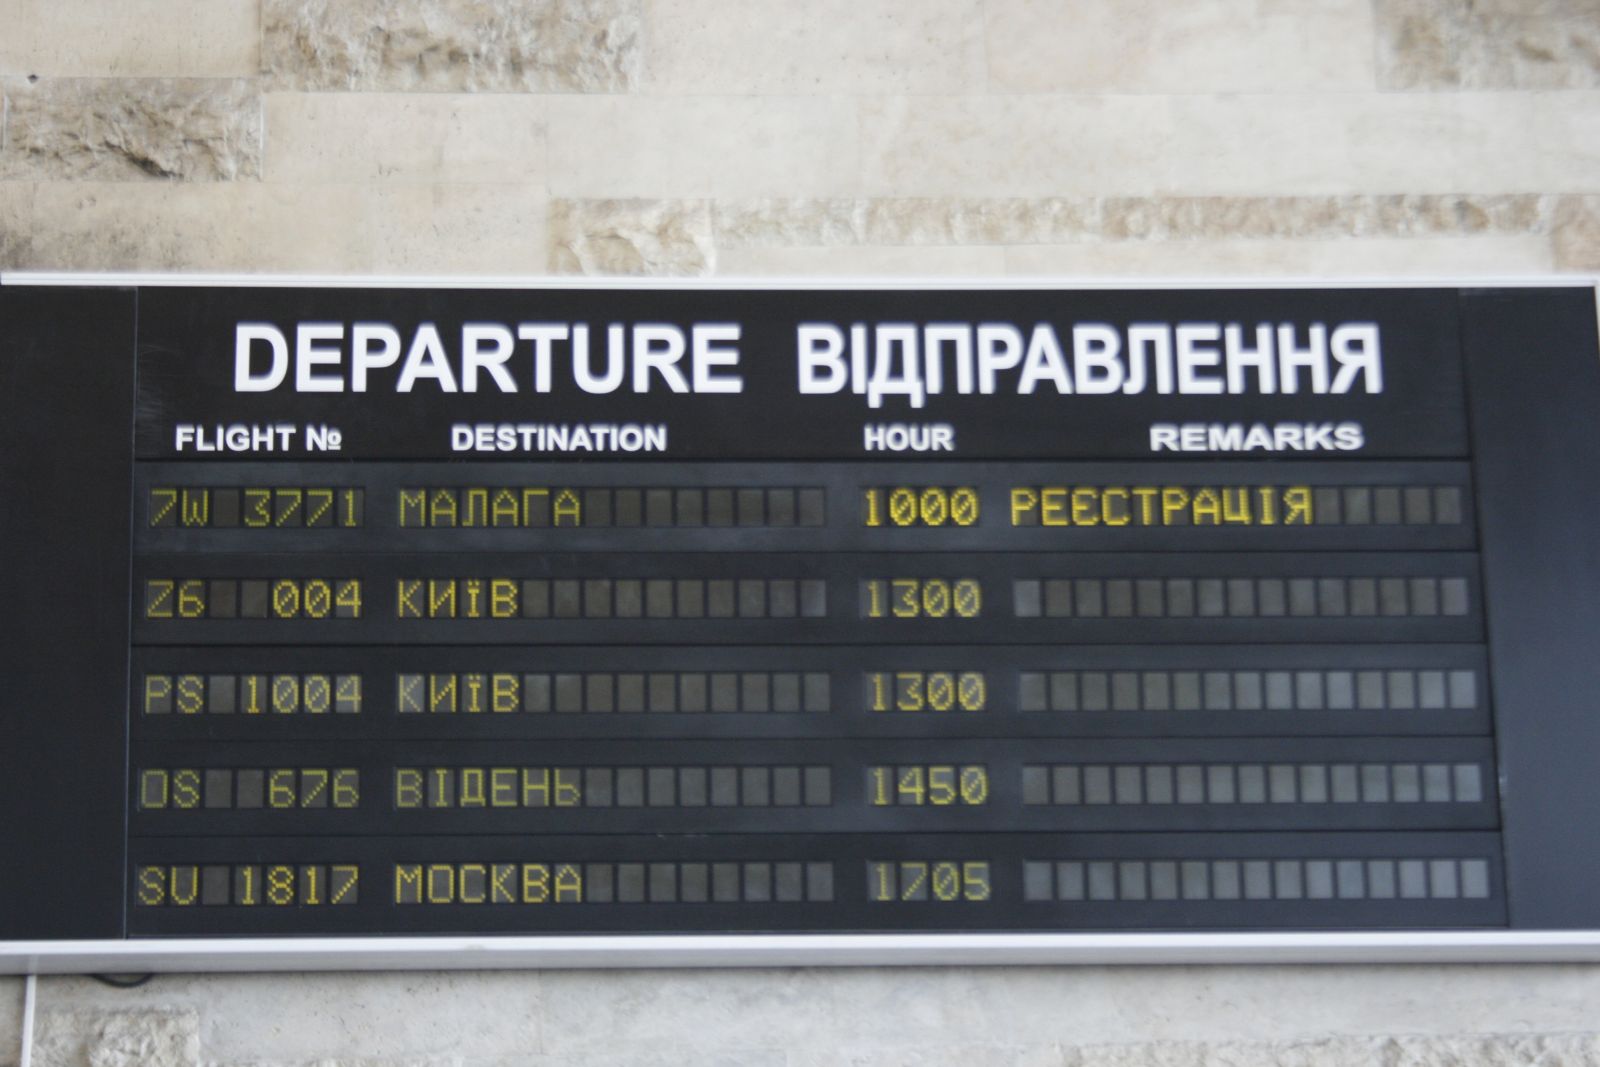 DEPARTURE ВІДПРАВЛЕННЯ
FLIGHT № DESTINATION HOUR REMARKS
7W 3771 МАЛАГА 1000 РЕЄСТРАЦІЯ
Z6 004 КИЇВ 1300
PS 1004 КИЇВ 1300
OS 676 ВІДЕНЬ 1450
SU 1817 МОСКВА 1705